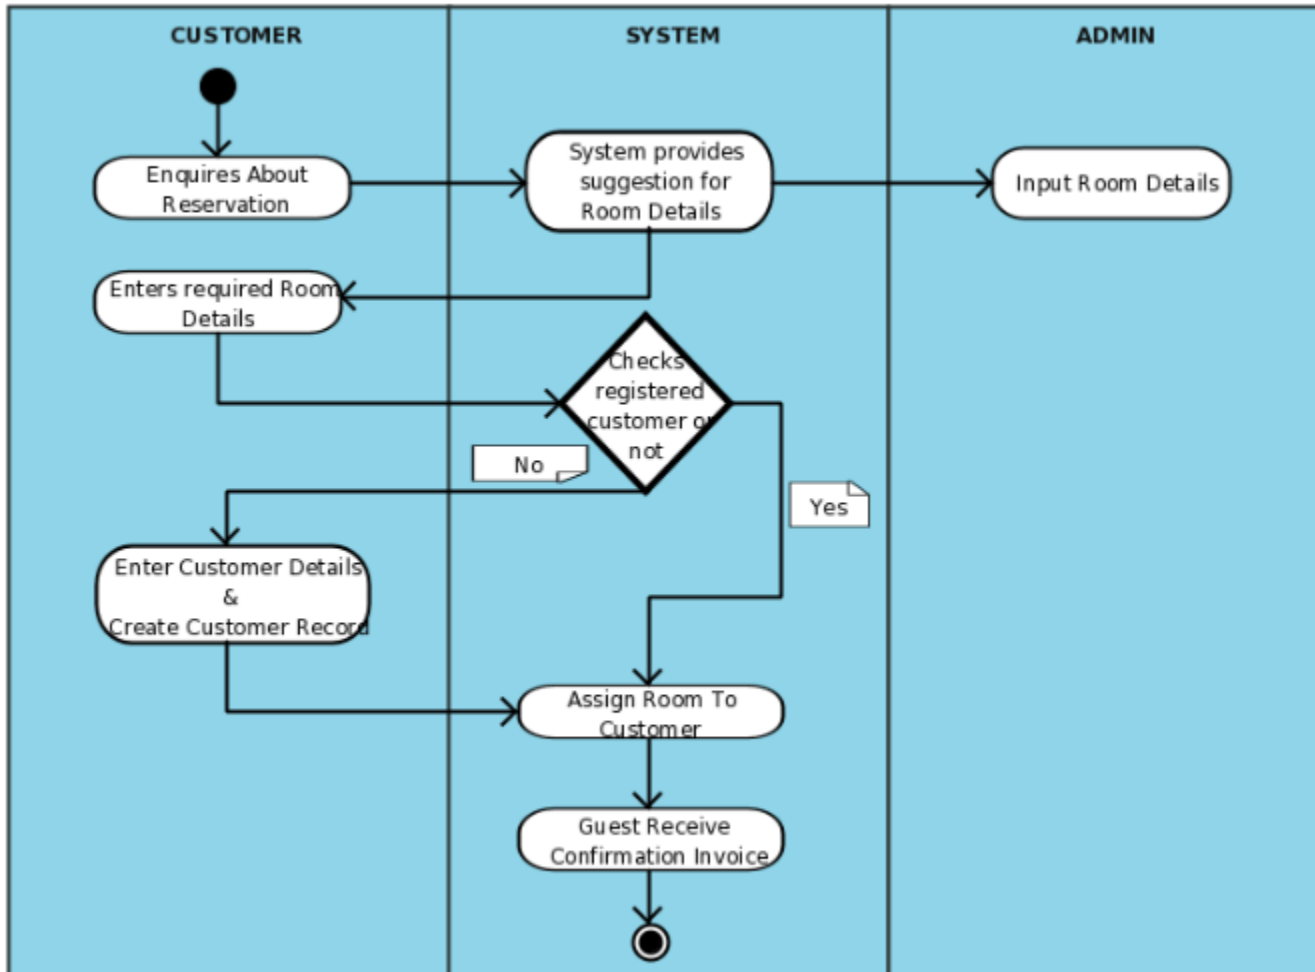 CUSTOMER
SYSTEM
ADMIN
Enquires About
Reservation
System provides
suggestion for
Room Details
Input Room Details
Enters required Room
Details
Checks
registered
customer or
not
No
Yes
Enter Customer Details
&
Create Customer Record
Assign Room To
Customer
Guest Receive
Confirmation Invoice